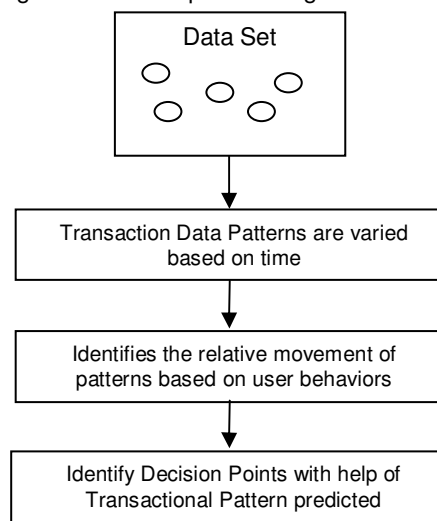 Data Set
Transaction Data Patterns are varied
based on time
Identifies the relative movement of
patterns based on user behaviors
Identify Decision Points with help of
Transactional Pattern predicted